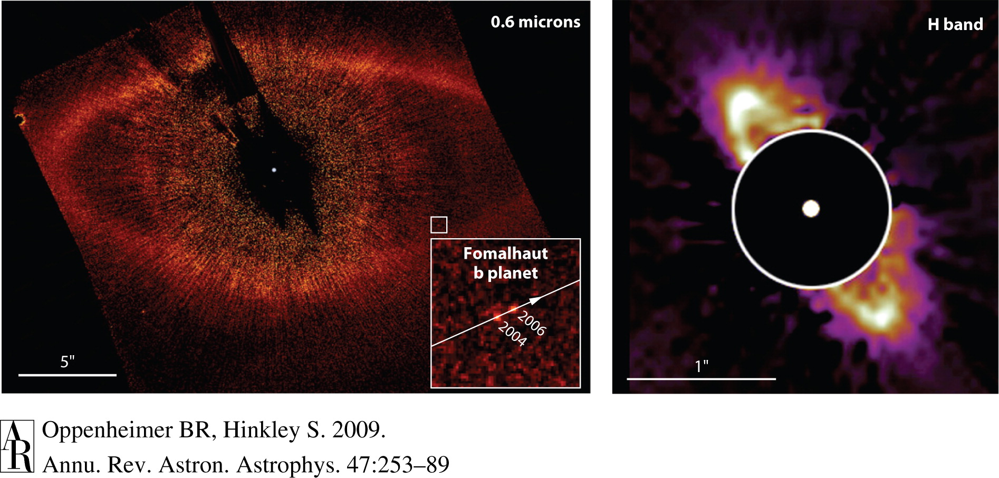 0.6 microns
Fomalhaut
b planet
2006
2004
5"
H band
1"
AR
Oppenheimer BR, Hinkley S. 2009.
Annu. Rev. Astron. Astrophys. 47:253–89